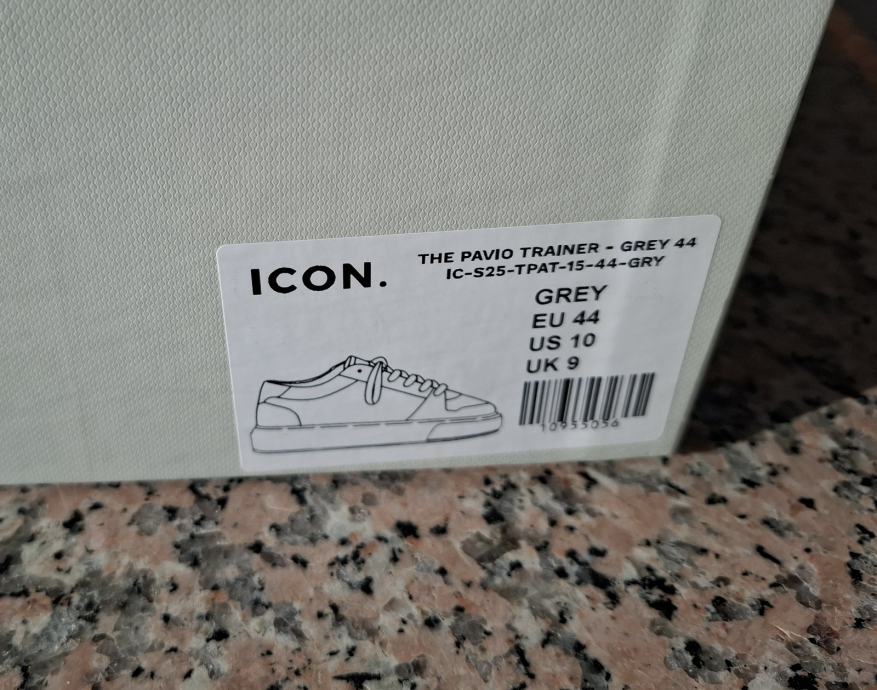 ICON.
THE PAVIO TRAINER - GREY 44
IC-S25-TPAT-15-44-GRY
GREY
EU 44
US 10
UK 9
10955056